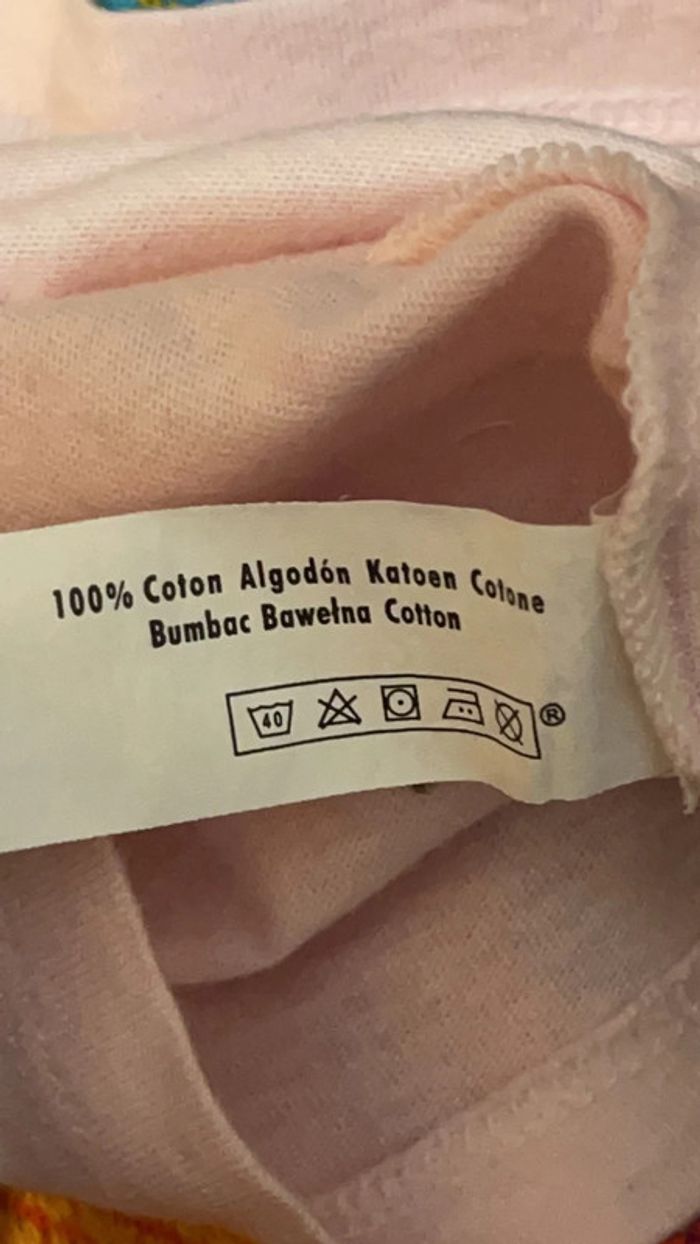 100% Coton Algodón Katoen Cotone
Bumbac Bawełna Cotton
40 ®